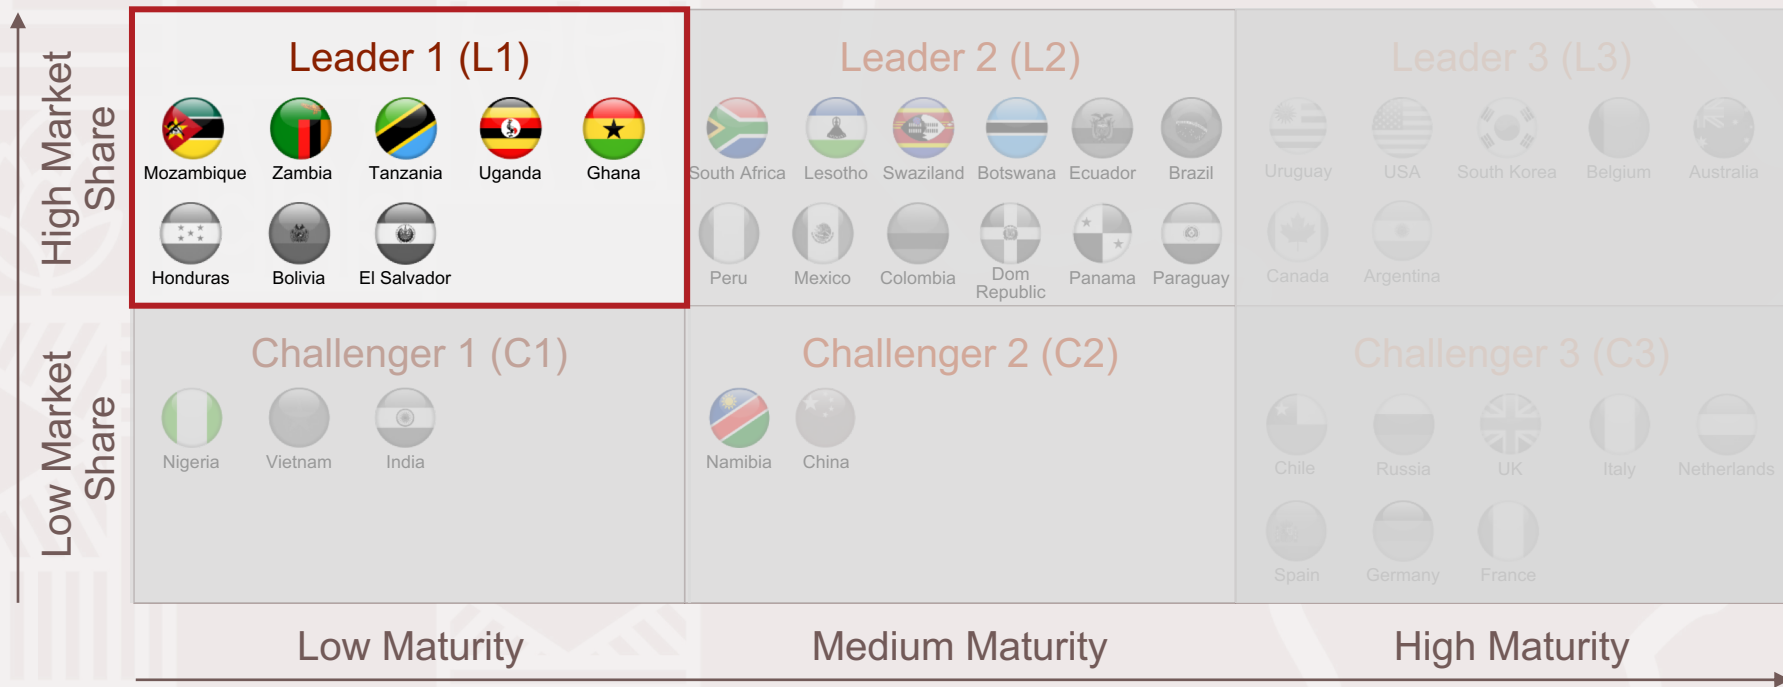 High Market
Share
Leader 1 (L1)
Mozambique Zambia Tanzania Uganda Ghana
Honduras Bolivia El Salvador
Leader 2 (L2)
South Africa Lesotho Swaziland Botswana Ecuador Brazil
Peru Mexico Colombia Dom Panama Paraguay
Republic
Leader 3 (L3)
Uruguay USA South Korea Belgium Australia
Canada Argentina
Low Market
Share
Challenger 1 (C1)
Nigeria Vietnam India
Challenger 2 (C2)
Namibia China
Challenger 3 (C3)
Chile Russia UK Italy Netherlands
Spain Germany France
Low Maturity
Medium Maturity
High Maturity